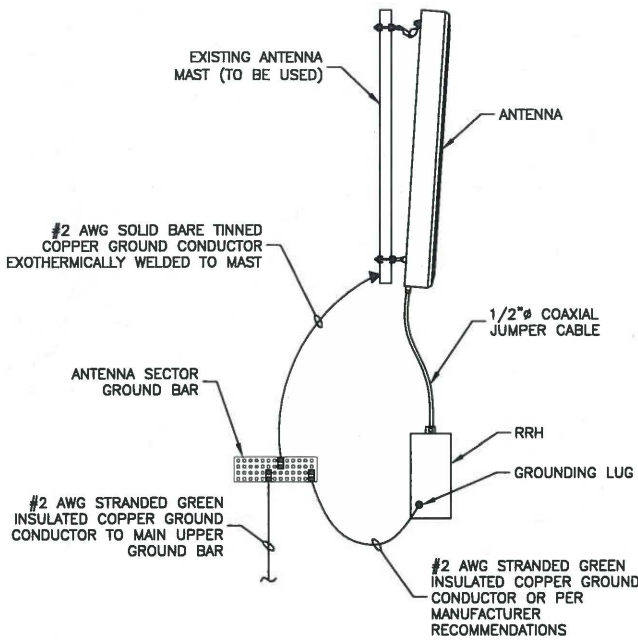 EXISTING ANTENNA
MAST (TO BE USED)
ANTENNA
#2 AWG SOLID BARE TINNED
COPPER GROUND CONDUCTOR
EXOTHERMICALLY WELDED TO MAST
1/2"ø COAXIAL
JUMPER CABLE
ANTENNA SECTOR
GROUND BAR
RRH
GROUNDING LUG
#2 AWG STRANDED GREEN
INSULATED COPPER GROUND
CONDUCTOR TO MAIN UPPER
GROUND BAR
#2 AWG STRANDED GREEN
INSULATED COPPER GROUND
CONDUCTOR OR PER
MANUFACTURER
RECOMMENDATIONS